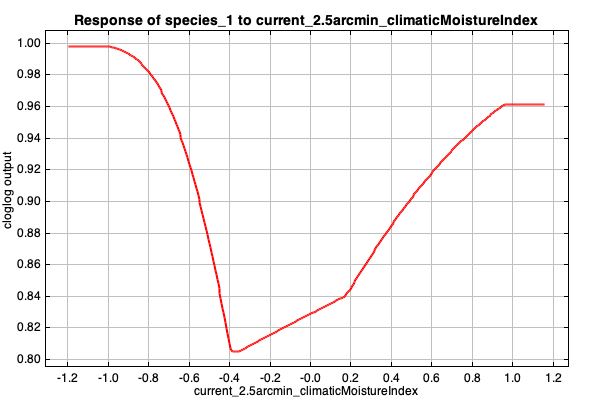 Response of species_1 to current_2.5arcmin_climaticMoistureIndex
1.00
0.98
0.96
0.94
0.92
0.90
0.88
0.86
0.84
0.82
0.80
cloglog output
-1.2 -1.0 -0.8 -0.6 -0.4 -0.2 -0.0 0.2 0.4 0.6 0.8 1.0 1.2
current_2.5arcmin_climaticMoistureIndex